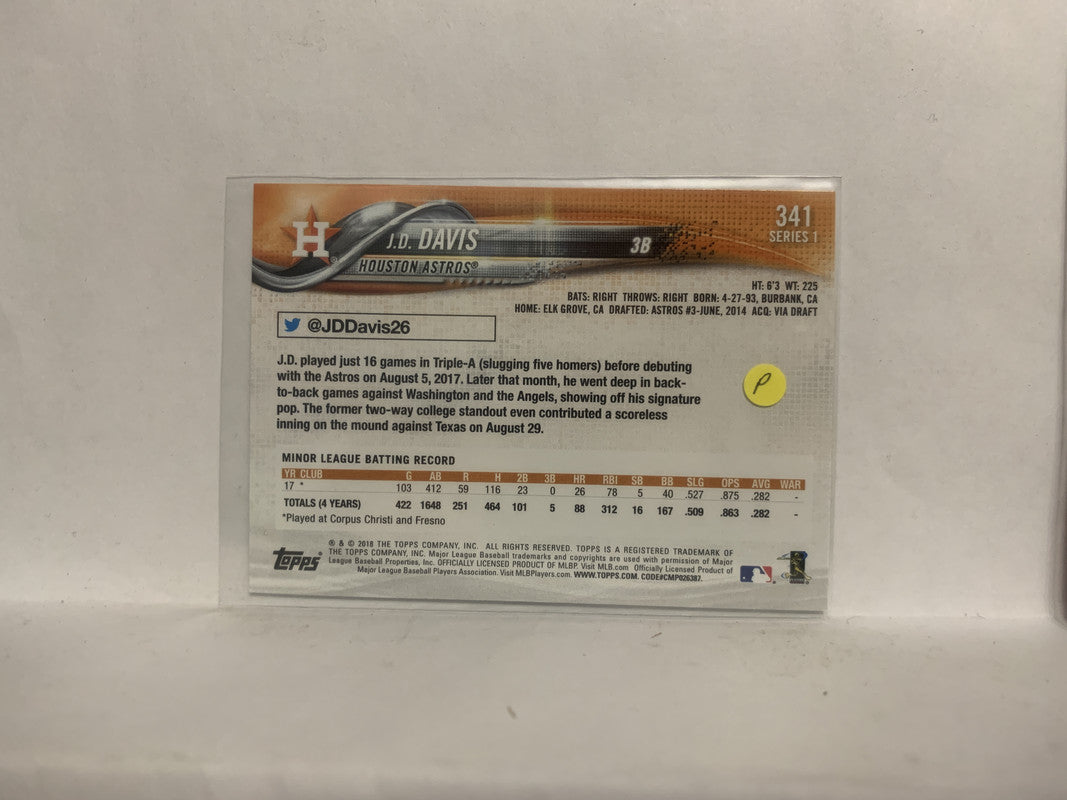 341
SERIES 1
H
J.D. DAVIS
3B
HOUSTON ASTROS®
HT: 6'3 WT: 225
BATS: RIGHT THROWS: RIGHT BORN: 4-27-93, BURBANK, CA
HOME: ELK GROVE, CA DRAFTED: ASTROS #3-JUNE, 2014 ACQ: VIA DRAFT
@JDDavis26
J.D. played just 16 games in Triple-A (slugging five homers) before debuting
with the Astros on August 5, 2017. Later that month, he went deep in back-
to-back games against Washington and the Angels, showing off his signature
pop. The former two-way college standout even contributed a scoreless
inning on the mound against Texas on August 29.
P
MINOR LEAGUE BATTING RECORD
YR CLUB G AB R H 2B 3B HR RBI SB BB SLG OPS AVG WAR
17 * 103 412 59 116 23 0 26 78 5 40 .527 .875 .282 -
TOTALS (4 YEARS) 422 1648 251 464 101 5 88 312 16 167 .509 .863 .282 -
*Played at Corpus Christi and Fresno
TOPPS
® & © 2018 THE TOPPS COMPANY, INC. ALL RIGHTS RESERVED. TOPPS IS A REGISTERED TRADEMARK OF
THE TOPPS COMPANY, INC. Major League Baseball trademarks and copyrights are used with permission of Major
League Baseball Properties, Inc. OFFICIALLY LICENSED PRODUCT OF MLBP. Visit MLB.com Officially Licensed Product of
Major League Baseball Players Association. Visit MLBPlayers.com. WWW.TOPPS.COM. CODE#CMP026387.